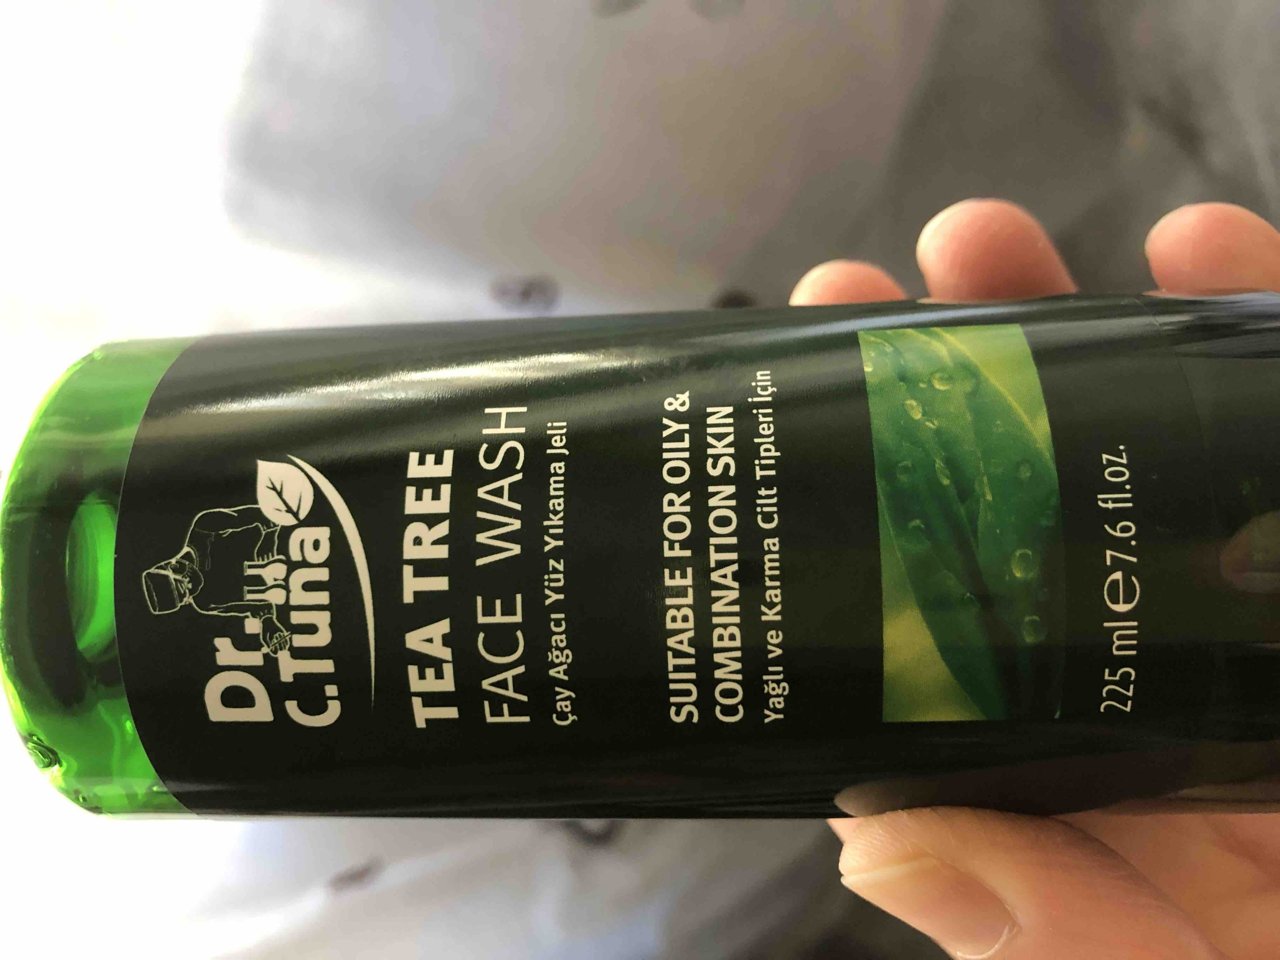 Dr.
C.Tuna
TEA TREE
FACE WASH
Çay Ağacı Yüz Yıkama Jeli
SUITABLE FOR OILY &
COMBINATION SKIN
Yağlı ve Karma Cilt Tipleri İçin
225 ml e 7.6 fl.oz.